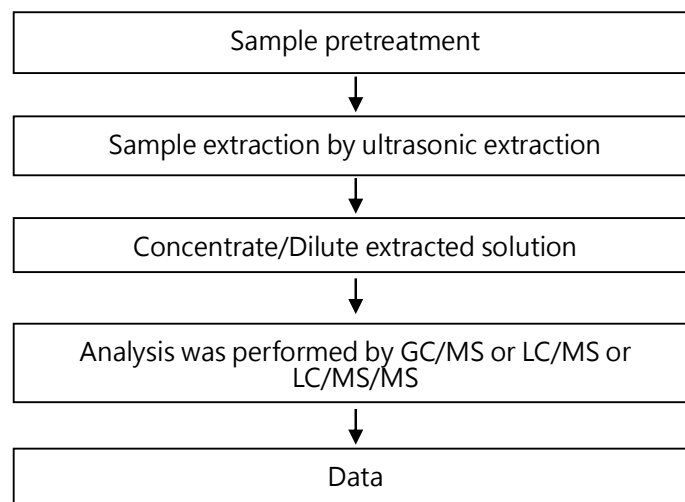 Sample pretreatment
Sample extraction by ultrasonic extraction
Concentrate/Dilute extracted solution
Analysis was performed by GC/MS or LC/MS or
LC/MS/MS
Data